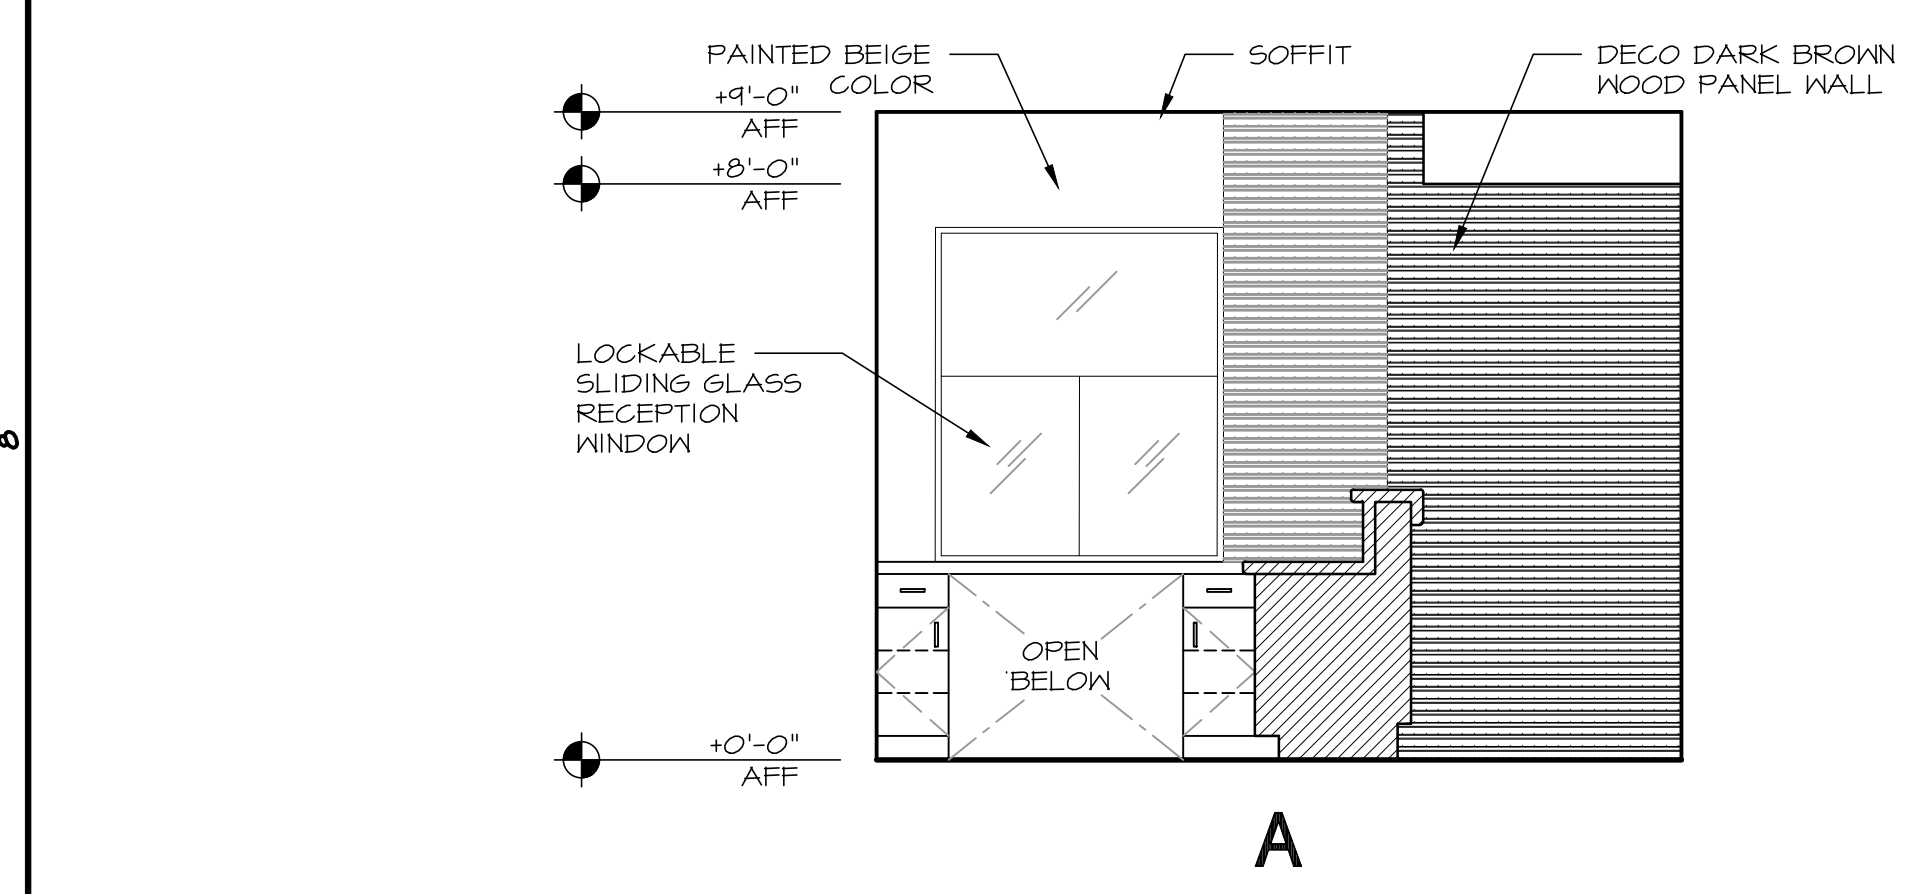 PAINTED BEIGE
COLOR
SOFFIT
DECO DARK BROWN
WOOD PANEL WALL
+9'-0"
AFF
+8'-0"
AFF
LOCKABLE
SLIDING GLASS
RECEPTION
WINDOW
8
OPEN
BELOW
+0'-0"
AFF
A